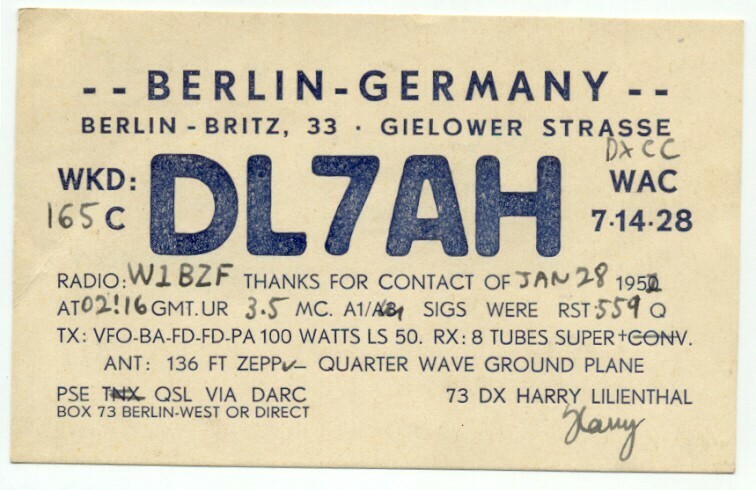 -- BERLIN-GERMANY --
BERLIN-BRITZ, 33 · GIELOWER STRASSE
DXCC
WKD: DL7AH WAC
165 C 7·14·28
RADIO: W1BZF THANKS FOR CONTACT OF JAN 28 1952
AT 02:16 GMT. UR 3.5 MC. A1/A3 SIGS WERE RST 559 Q
TX: VFO-BA-FD-FD-PA 100 WATTS LS 50. RX: 8 TUBES SUPER + CONV.
ANT: 136 FT ZEPP ✓ – QUARTER WAVE GROUND PLANE
PSE TNX QSL VIA DARC 73 DX HARRY LILIENTHAL
BOX 73 BERLIN-WEST OR DIRECT
Harry